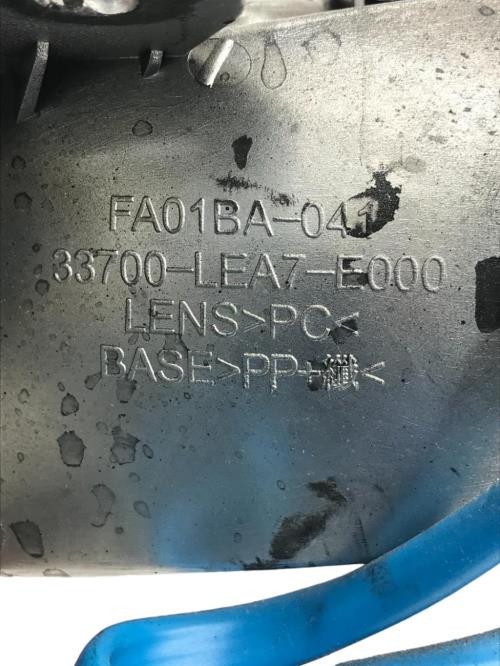 FA01BA-041
33700-LEA7-E000
LENS>PC<
BASE>PP+纖<